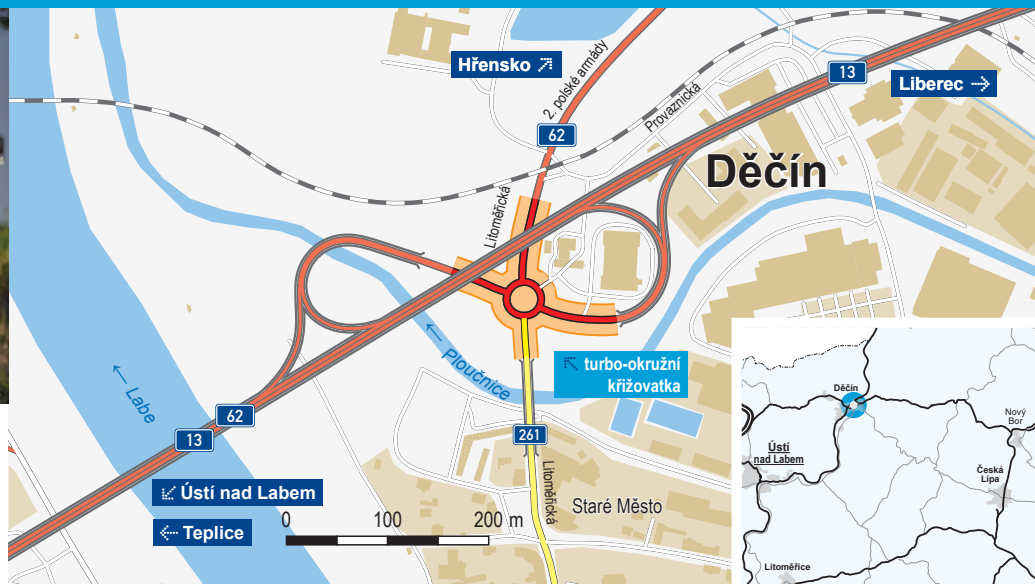 Hřensko
2. polské armády
13
Liberec
62
Provaznická
Děčín
Litoměřická
← Ploučnice
← Labe
turbo-okružní
křižovatka
62
13
261
Litoměřická
Ústí nad Labem
Teplice
0 100 200 m
Staré Město
Děčín
Nový
Bor
Ústí
nad Labem
Česká
Lípa
Litoměřice